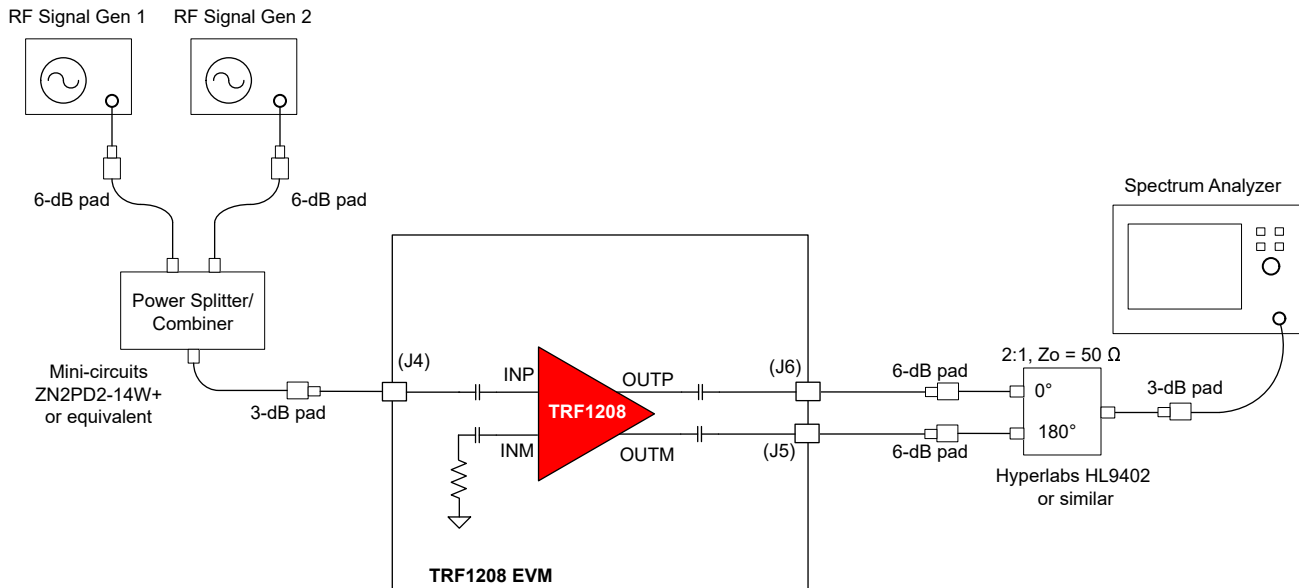 RF Signal Gen 1
RF Signal Gen 2
6-dB pad
6-dB pad
Power Splitter/
Combiner
Mini-circuits
ZN2PD2-14W+
or equivalent
3-dB pad
(J4)
INP
INM
TRF1208
OUTP
OUTM
(J6)
(J5)
TRF1208 EVM
6-dB pad
6-dB pad
2:1, Zo = 50 Ω
0°
180°
Hyperlabs HL9402
or similar
3-dB pad
Spectrum Analyzer